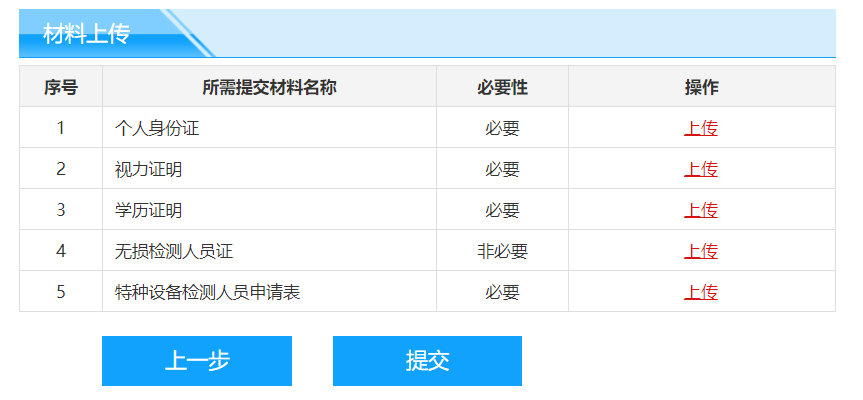 材料上传
序号 所需提交材料名称 必要性 操作
1 个人身份证 必要 上传
2 视力证明 必要 上传
3 学历证明 必要 上传
4 无损检测人员证 非必要 上传
5 特种设备检测人员申请表 必要 上传
上一步 提交